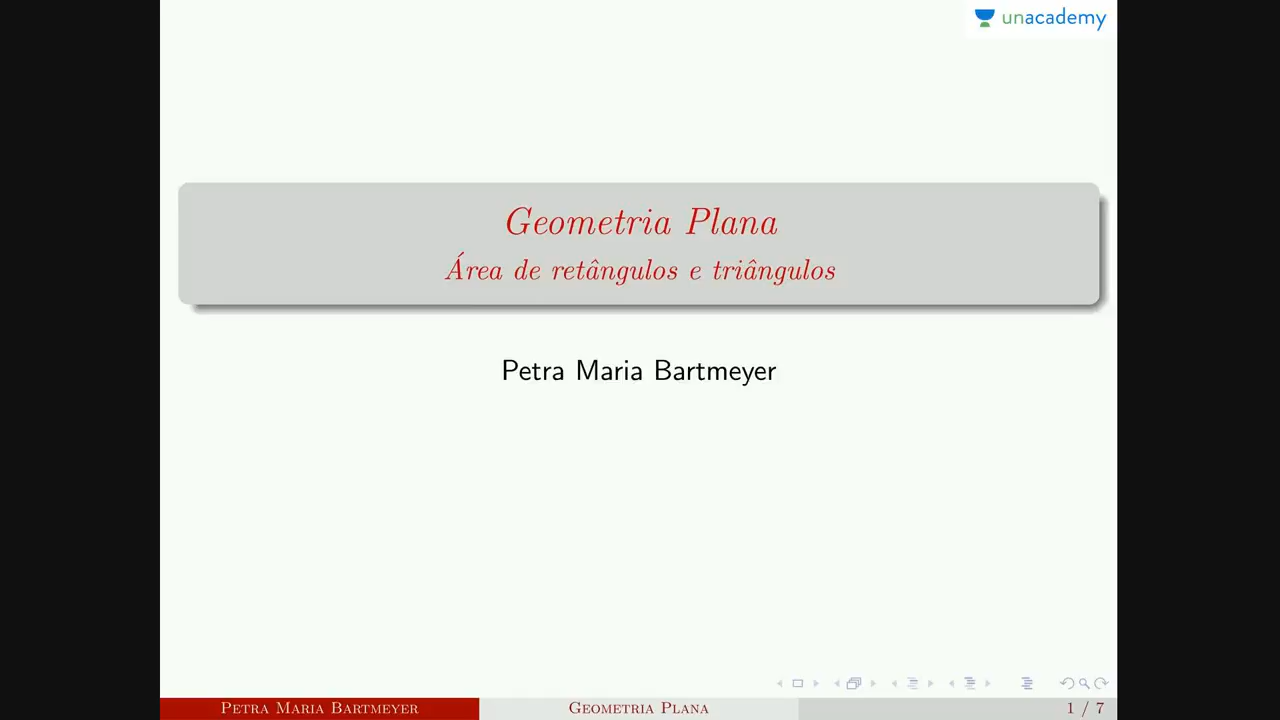 unacademy
Geometria Plana
Área de retângulos e triângulos
Petra Maria Bartmeyer
Petra Maria Bartmeyer Geometria Plana 1 / 7